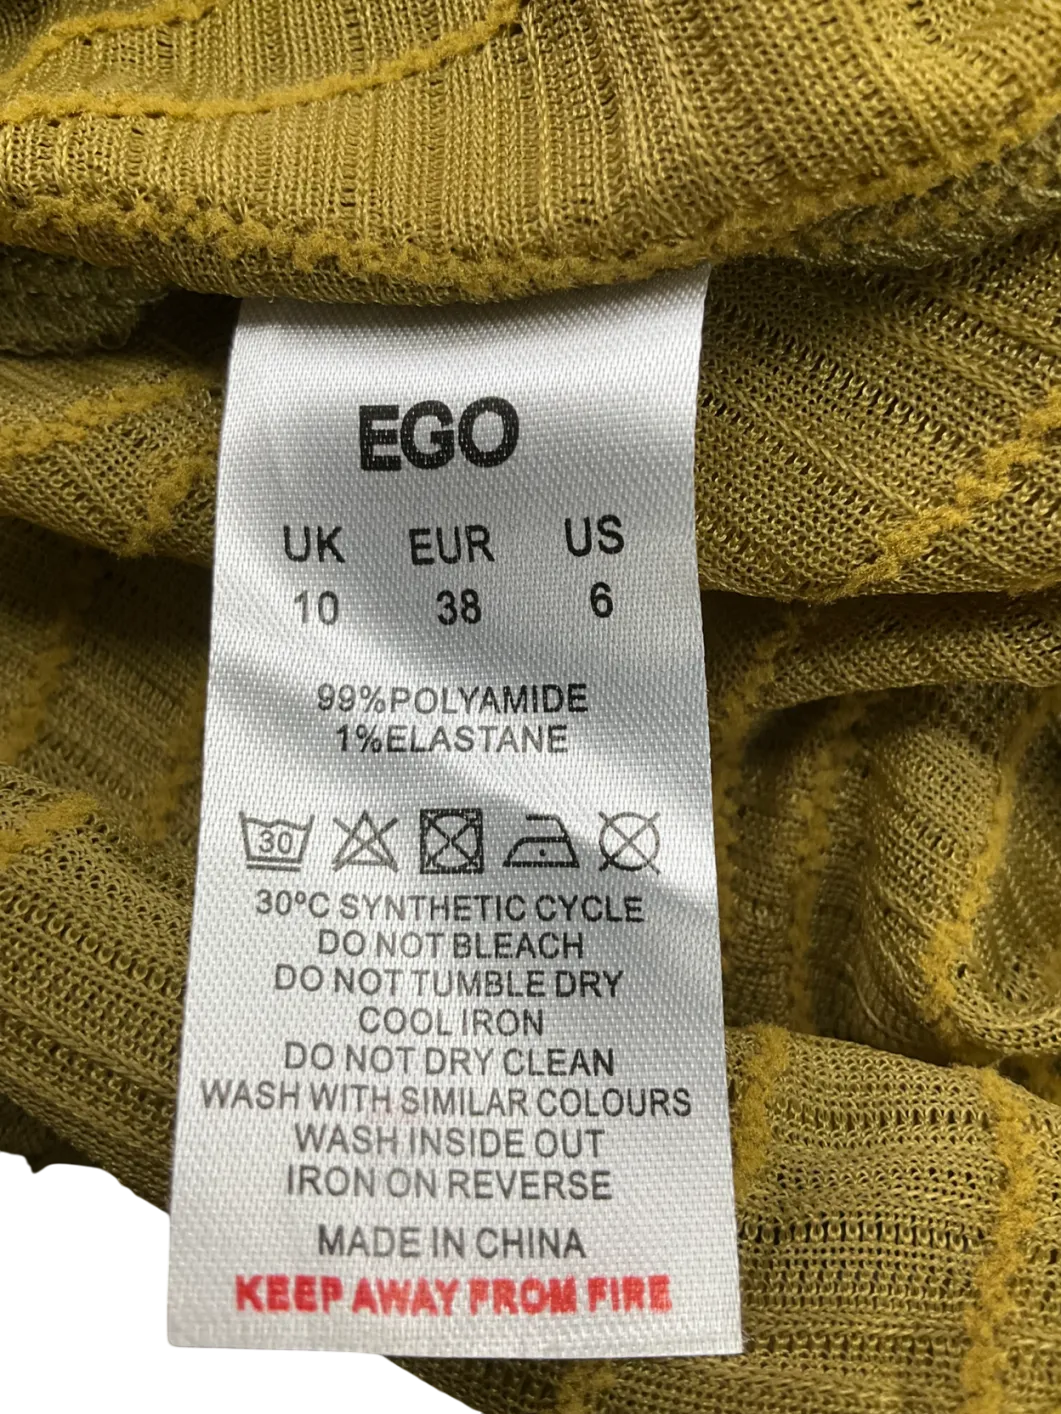 EGO
UK EUR US
10 38 6
99%POLYAMIDE
1%ELASTANE
30
30°C SYNTHETIC CYCLE
DO NOT BLEACH
DO NOT TUMBLE DRY
COOL IRON
DO NOT DRY CLEAN
WASH WITH SIMILAR COLOURS
WASH INSIDE OUT
IRON ON REVERSE
MADE IN CHINA
KEEP AWAY FROM FIRE